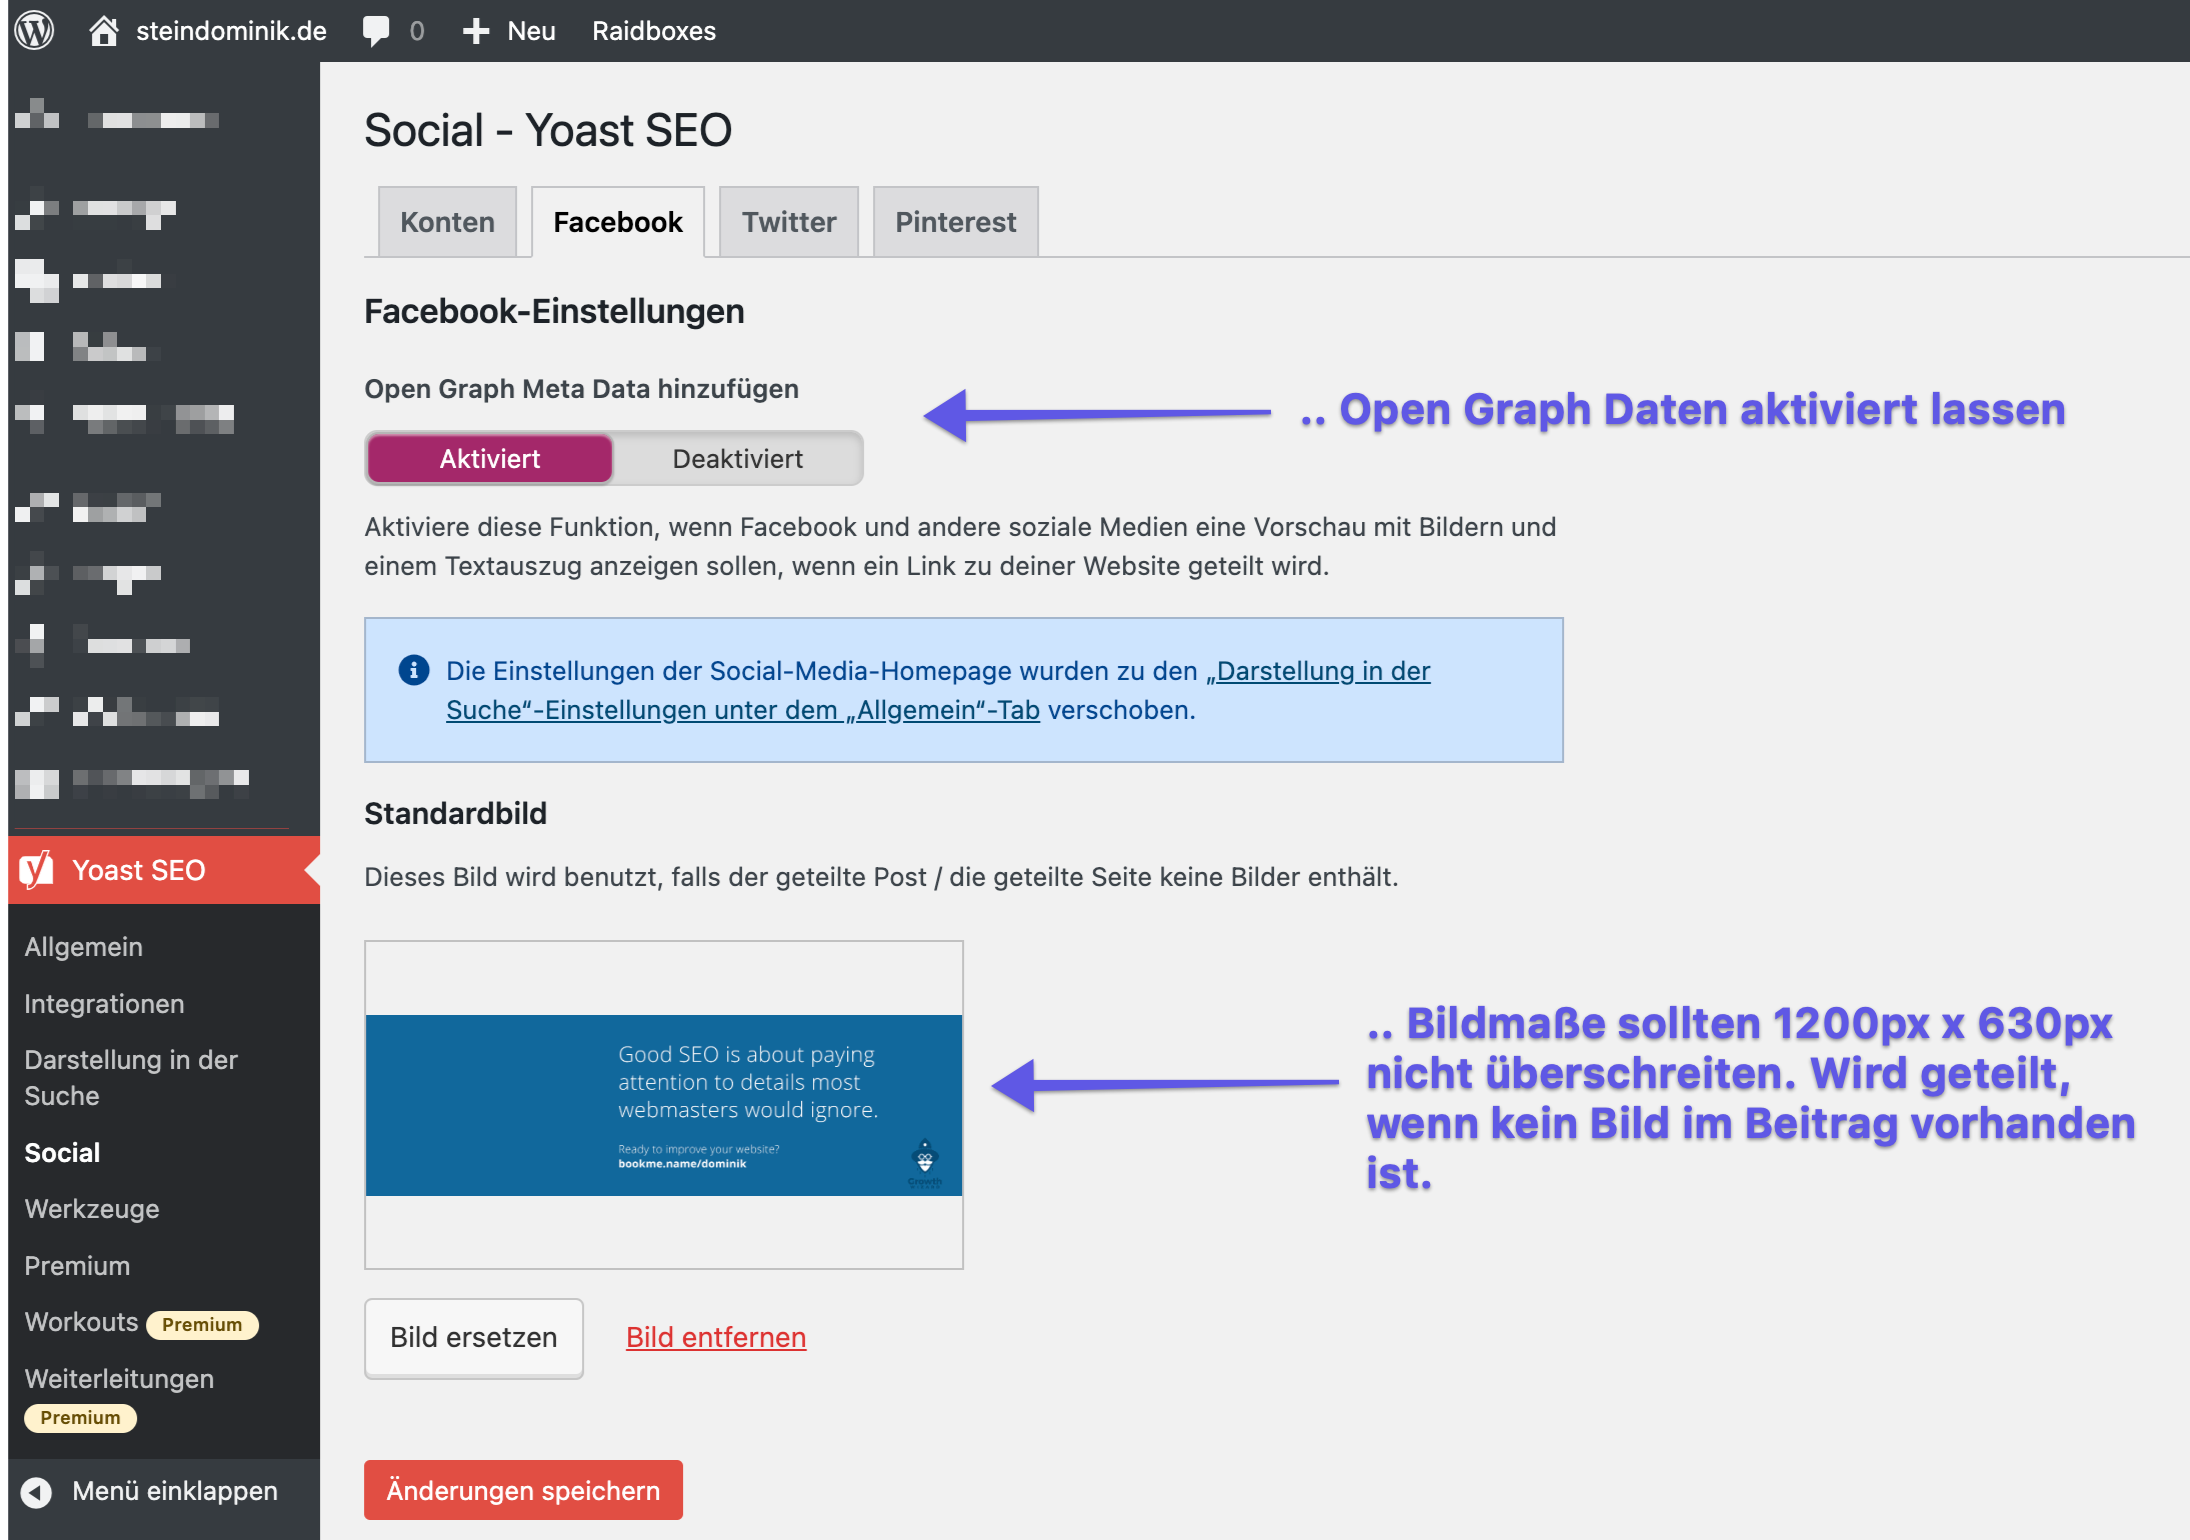 steindominik.de 0 Neu Raidboxes
Social - Yoast SEO
Konten Facebook Twitter Pinterest
Facebook-Einstellungen
Open Graph Meta Data hinzufügen
.. Open Graph Daten aktiviert lassen
Aktiviert Deaktiviert
Aktiviere diese Funktion, wenn Facebook und andere soziale Medien eine Vorschau mit Bildern und
einem Textauszug anzeigen sollen, wenn ein Link zu deiner Website geteilt wird.
Die Einstellungen der Social-Media-Homepage wurden zu den „Darstellung in der
Suche“-Einstellungen unter dem „Allgemein“-Tab verschoben.
Standardbild
Dieses Bild wird benutzt, falls der geteilte Post / die geteilte Seite keine Bilder enthält.
Good SEO is about paying
attention to details most
webmasters would ignore.
Ready to improve your website?
bookme.name/dominik
Growth
.. Bildmaße sollten 1200px x 630px
nicht überschreiten. Wird geteilt,
wenn kein Bild im Beitrag vorhanden
ist.
Bild ersetzen Bild entfernen
Änderungen speichern
Yoast SEO
Allgemein
Integrationen
Darstellung in der
Suche
Social
Werkzeuge
Premium
Workouts Premium
Weiterleitungen
Premium
Menü einklappen